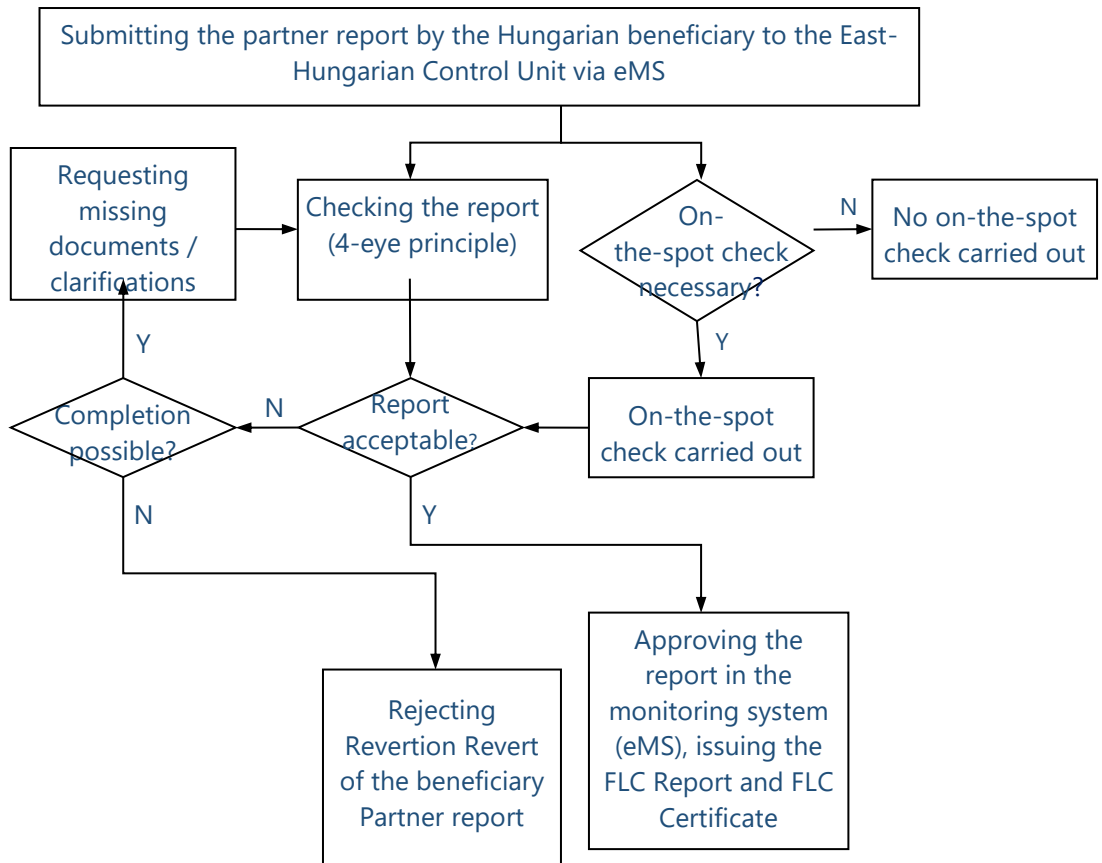 Submitting the partner report by the Hungarian beneficiary to the East-
Hungarian Control Unit via eMS
Requesting
missing
documents /
clarifications
Checking the report
(4-eye principle)
On-
the-spot check
necessary?
N
No on-the-spot
check carried out
Y
Y
Completion
possible?
N
Report
acceptable?
On-the-spot
check carried out
N
Y
Rejecting
Revertion Revert
of the beneficiary
Partner report
Approving the
report in the
monitoring system
(eMS), issuing the
FLC Report and FLC
Certificate